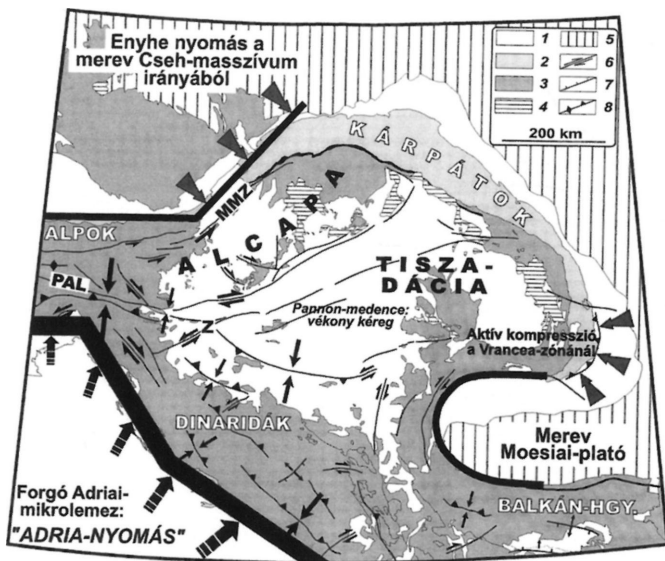 Enyhe nyomás a
merev Cseh-masszívum
irányából
1
2
3
4
5
6
7
8
200 km
KÁRPÁTOK
MMZ
ALCAPA
ALPOK
PAL
TISZA-
DÁCIA
Z
Pannon-medence:
vékony kéreg
Aktív kompresszió
a Vrancea-zónánál
DINARIDÁK
Merev
Moesiai-plató
Forgó Adriai-
mikrolemez:
"ADRIA-NYOMÁS"
BALKÁN-HGY.